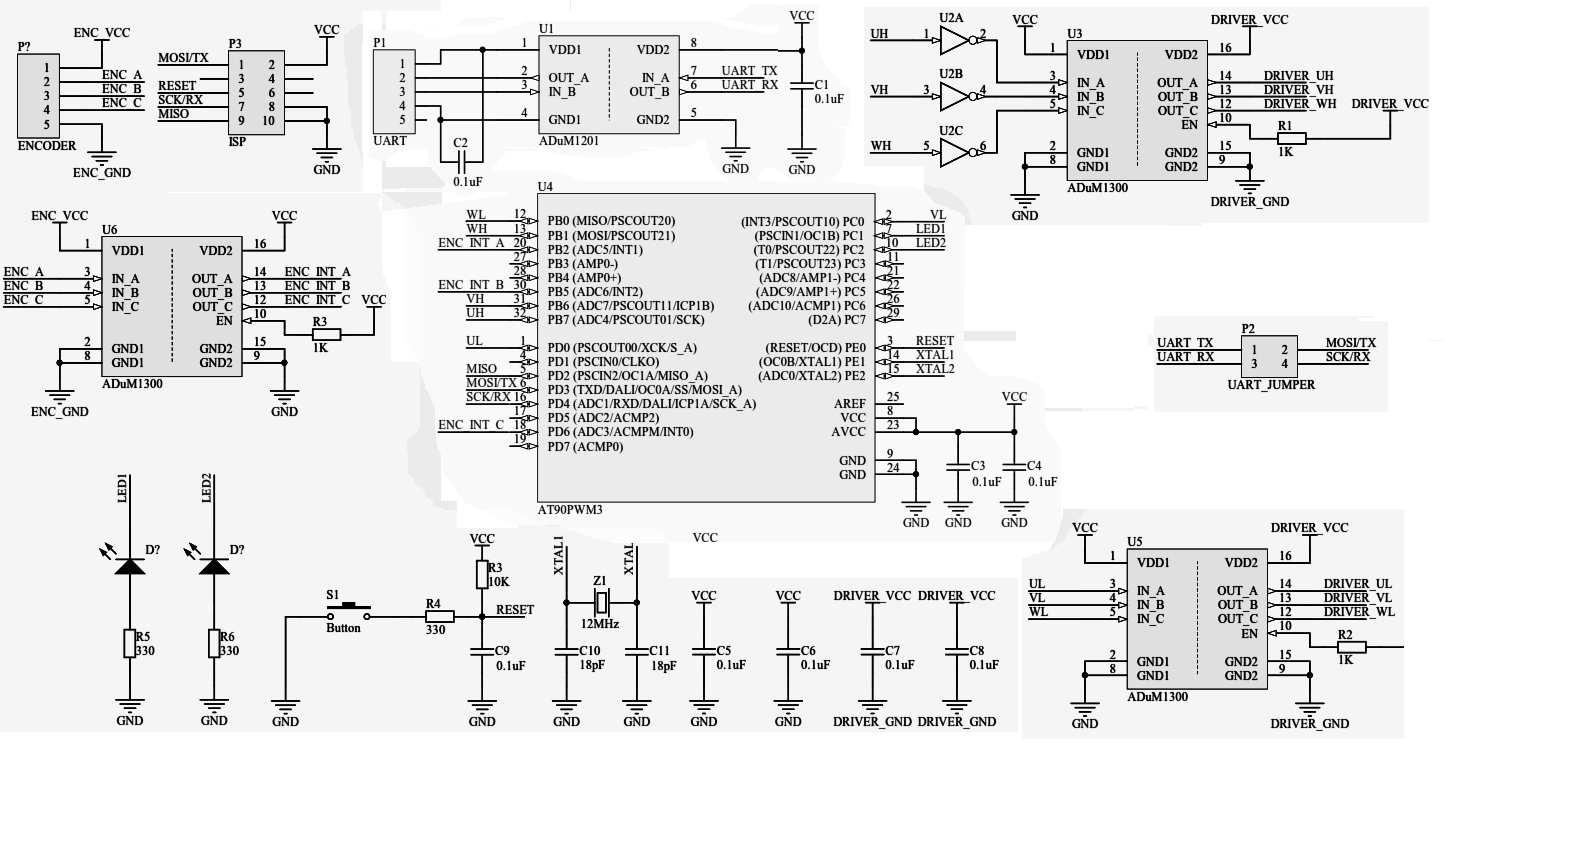 P?
1
2
3
4
5
ENCODER
ENC_VCC
ENC_A
ENC_B
ENC_C
ENC_GND
P3
MOSI/TX
RESET
SCK/RX
MISO
1 2
3 4
5 6
7 8
9 10
ISP
VCC
GND
P1
1
2
3
4
5
UART
C2
0.1uF
U1
1 VDD1 VDD2 8
2 OUT_A IN_A 7 UART_TX
3 IN_B OUT_B 6 UART_RX
4 GND1 GND2 5
ADuM1201
GND
VCC
C1
0.1uF
GND
U2A
UH 1 2
U2B
VH 3 4
U2C
WH 5 6
VCC
U3
DRIVER_VCC
1 VDD1 VDD2 16
3 IN_A OUT_A 14 DRIVER_UH
4 IN_B OUT_B 13 DRIVER_VH
5 IN_C OUT_C 12 DRIVER_WH
EN 10
R1
1K
DRIVER_VCC
2 GND1 GND2 15
8 GND1 GND2 9
ADuM1300
GND
DRIVER_GND
ENC_VCC
U6
VCC
1 VDD1 VDD2 16
ENC_A 3 IN_A OUT_A 14 ENC_INT_A
ENC_B 4 IN_B OUT_B 13 ENC_INT_B
ENC_C 5 IN_C OUT_C 12 ENC_INT_C
EN 10
R3
1K
VCC
2 GND1 GND2 15
8 GND1 GND2 9
ADuM1300
ENC_GND
GND
U4
WL 12 PB0 (MISO/PSCOUT20)
WH 13 PB1 (MOSI/PSCOUT21)
ENC_INT_A 20 PB2 (ADC5/INT1)
27 PB3 (AMP0-)
28 PB4 (AMP0+)
ENC_INT_B 30 PB5 (ADC6/INT2)
VH 31 PB6 (ADC7/PSCOUT11/ICP1B)
UH 32 PB7 (ADC4/PSCOUT01/SCK)
UL 1 PD0 (PSCOUT00/XCK/S_A)
4 PD1 (PSCIN0/CLKO)
MISO 5 PD2 (PSCIN2/OC1A/MISO_A)
MOSI/TX 6 PD3 (TXD/DALI/OC0A/SS/MOSI_A)
SCK/RX 16 PD4 (ADC1/RXD/DALI/ICP1A/SCK_A)
17 PD5 (ADC2/ACMP2)
ENC_INT_C 18 PD6 (ADC3/ACMPM/INT0)
19 PD7 (ACMP0)
(INT3/PSCOUT10) PC0 2 VL
(PSCIN1/OC1B) PC1 7 LED1
(T0/PSCOUT22) PC2 10 LED2
(T1/PSCOUT23) PC3 11
(ADC8/AMP1-) PC4 21
(ADC9/AMP1+) PC5 22
(ADC10/ACMP1) PC6 26
(D2A) PC7 29
(RESET/OCD) PE0 3 RESET
(OC0B/XTAL1) PE1 14 XTAL1
(ADC0/XTAL2) PE2 15 XTAL2
AREF 25
VCC 8
AVCC 23
GND 9
GND 24
AT90PWM3
VCC
C3
0.1uF
C4
0.1uF
GND
GND
GND
P2
UART_TX 1 2 MOSI/TX
UART_RX 3 4 SCK/RX
UART_JUMPER
LED1
D?
R5
330
GND
LED2
D?
R6
330
GND
S1
Button
GND
R4
330
VCC
R3
10K
RESET
C9
0.1uF
GND
XTAL1
Z1
12MHz
XTAL
C10
18pF
C11
18pF
GND
GND
VCC
VCC
C5
0.1uF
GND
VCC
C6
0.1uF
GND
DRIVER_VCC
C7
0.1uF
DRIVER_GND
DRIVER_VCC
C8
0.1uF
DRIVER_GND
VCC
U5
DRIVER_VCC
1 VDD1 VDD2 16
UL 3 IN_A OUT_A 14 DRIVER_UL
VL 4 IN_B OUT_B 13 DRIVER_VL
WL 5 IN_C OUT_C 12 DRIVER_WL
EN 10
R2
1K
2 GND1 GND2 15
8 GND1 GND2 9
ADuM1300
GND
DRIVER_GND